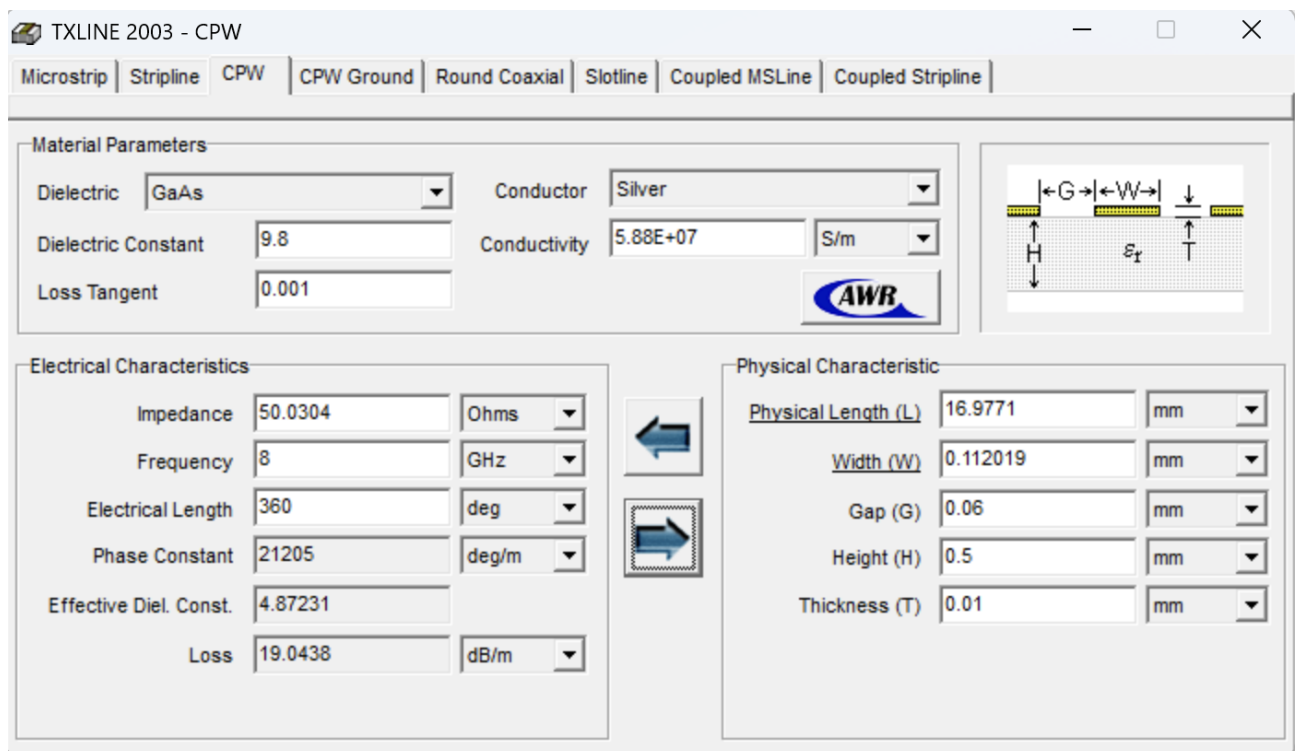 TXLINE 2003 - CPW
Microstrip Stripline CPW CPW Ground Round Coaxial Slotline Coupled MSLine Coupled Stripline
Material Parameters
Dielectric GaAs Conductor Silver
Dielectric Constant 9.8 Conductivity 5.88E+07 S/m
Loss Tangent 0.001
AWR
G W
H εr T
Electrical Characteristics
Impedance 50.0304 Ohms
Frequency 8 GHz
Electrical Length 360 deg
Phase Constant 21205 deg/m
Effective Diel. Const. 4.87231
Loss 19.0438 dB/m
Physical Characteristic
Physical Length (L) 16.9771 mm
Width (W) 0.112019 mm
Gap (G) 0.06 mm
Height (H) 0.5 mm
Thickness (T) 0.01 mm